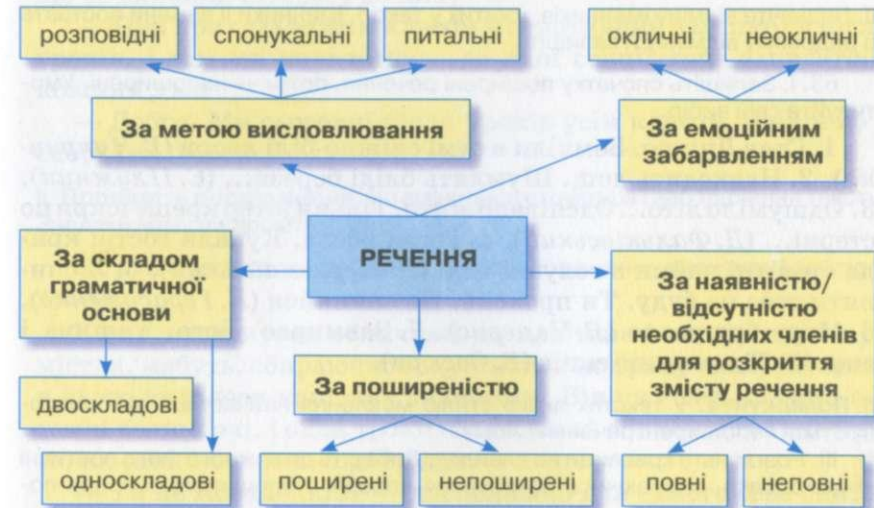 розповідні спонукальні питальні окличні неокличні
За метою висловлювання
За емоційним
забарвленням
За складом
граматичної
основи
РЕЧЕННЯ
За наявністю/
відсутністю
необхідних членів
для розкриття
змісту речення
двоскладові
односкладові
За поширеністю
поширені непоширені
повні неповні